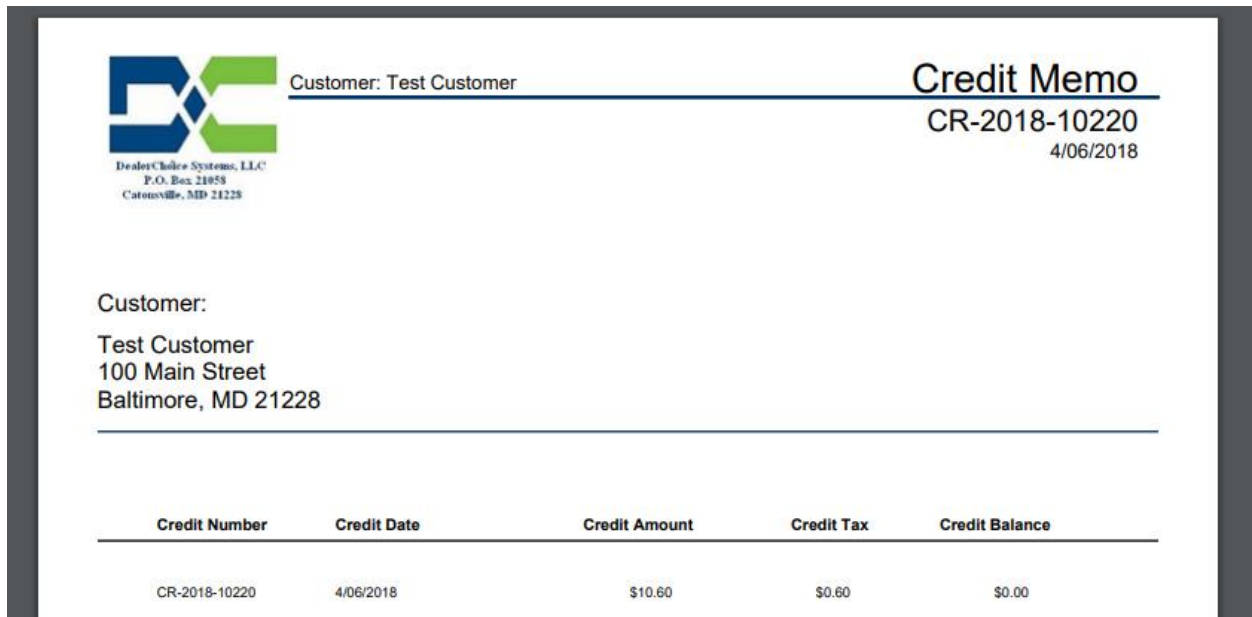 Customer: Test Customer
Credit Memo
CR-2018-10220
4/06/2018
DealerChoice Systems, LLC
P.O. Box 21058
Catonsville, MD 21228
Customer:
Test Customer
100 Main Street
Baltimore, MD 21228
Credit Number Credit Date Credit Amount Credit Tax Credit Balance
CR-2018-10220 4/06/2018 $10.60 $0.60 $0.00